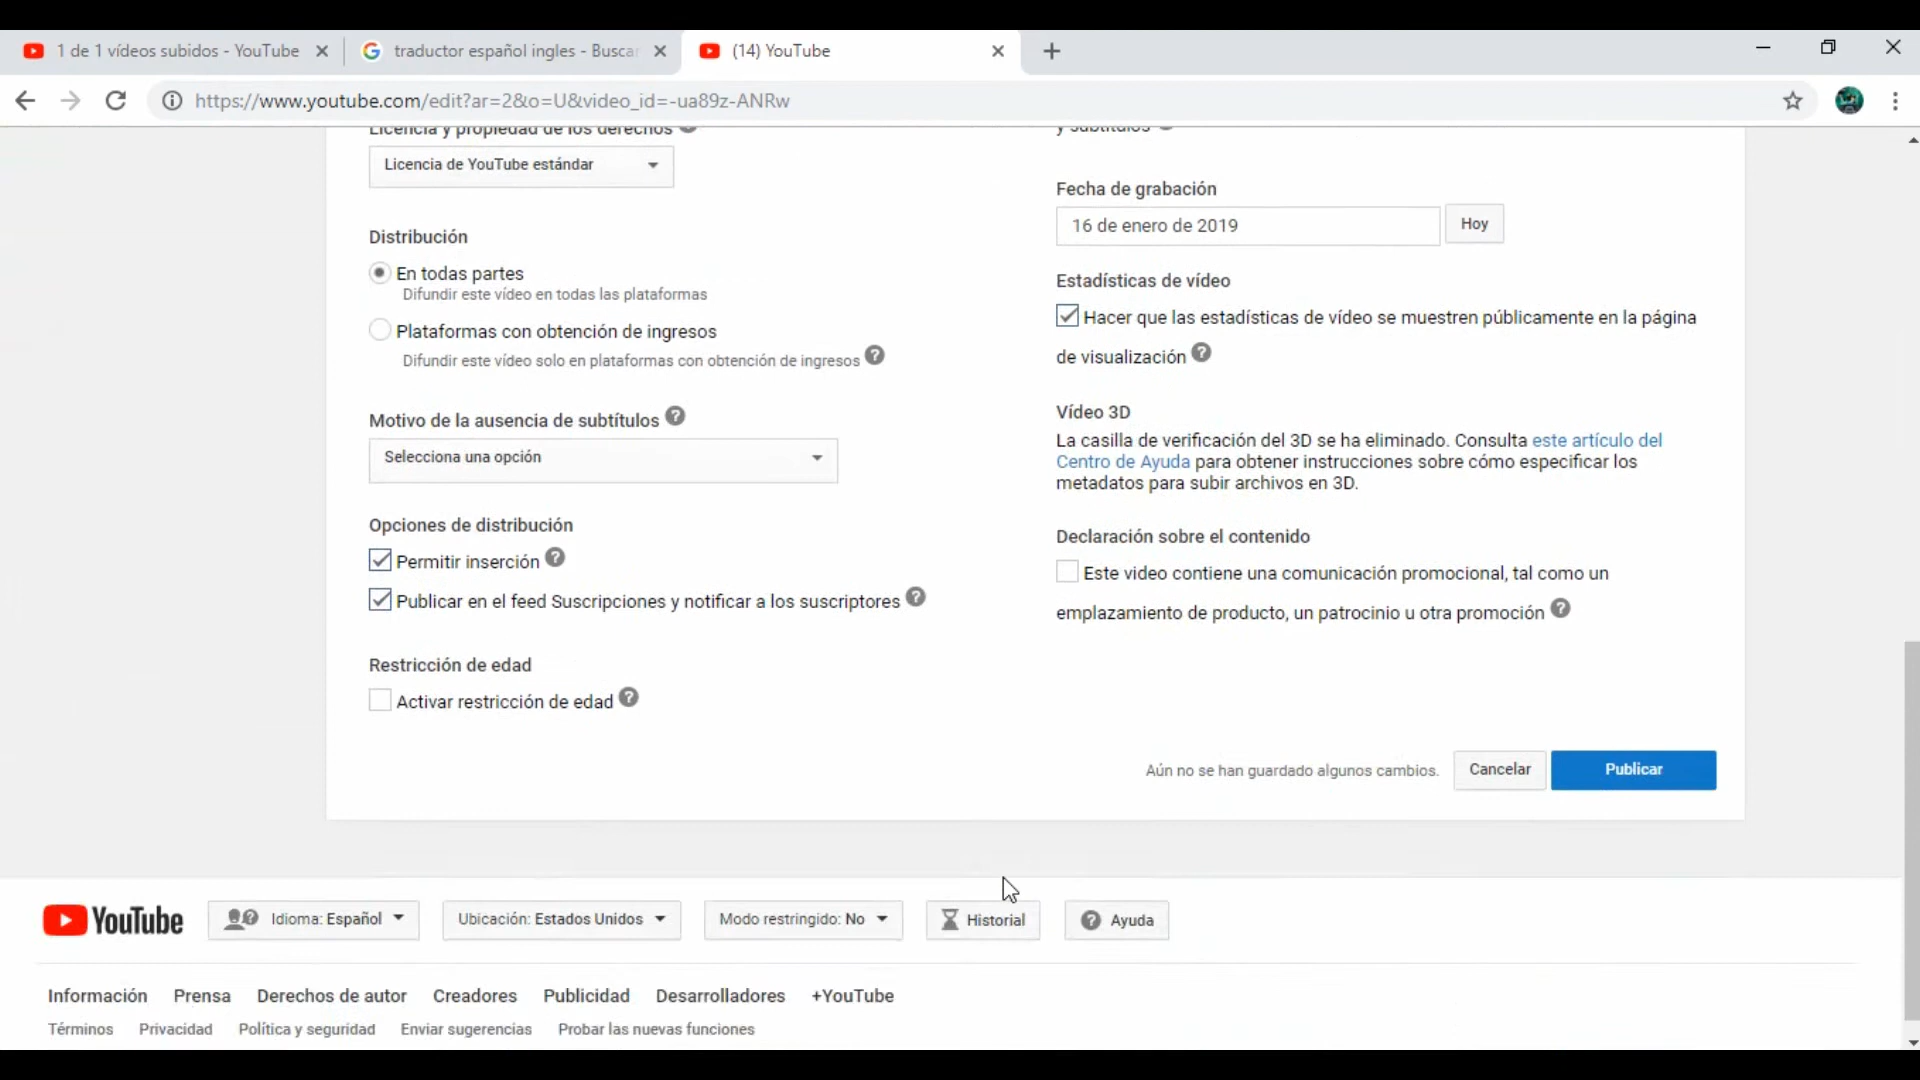 1 de 1 vídeos subidos - YouTube
traductor español ingles - Buscar
(14) YouTube
https://www.youtube.com/edit?ar=2&o=U&video_id=-ua89z-ANRw
Licencia y propiedad de los derechos
Licencia de YouTube estándar
Distribución
En todas partes
Difundir este vídeo en todas las plataformas
Plataformas con obtención de ingresos
Difundir este vídeo solo en plataformas con obtención de ingresos
Motivo de la ausencia de subtítulos
Selecciona una opción
Opciones de distribución
Permitir inserción
Publicar en el feed Suscripciones y notificar a los suscriptores
Restricción de edad
Activar restricción de edad
y subtítulos
Fecha de grabación
16 de enero de 2019
Hoy
Estadísticas de vídeo
Hacer que las estadísticas de vídeo se muestren públicamente en la página
de visualización
Vídeo 3D
La casilla de verificación del 3D se ha eliminado. Consulta este artículo del
Centro de Ayuda para obtener instrucciones sobre cómo especificar los
metadatos para subir archivos en 3D.
Declaración sobre el contenido
Este video contiene una comunicación promocional, tal como un
emplazamiento de producto, un patrocinio u otra promoción
Aún no se han guardado algunos cambios.
Cancelar
Publicar
YouTube
Idioma: Español
Ubicación: Estados Unidos
Modo restringido: No
Historial
Ayuda
Información Prensa Derechos de autor Creadores Publicidad Desarrolladores +YouTube
Términos Privacidad Política y seguridad Enviar sugerencias Probar las nuevas funciones